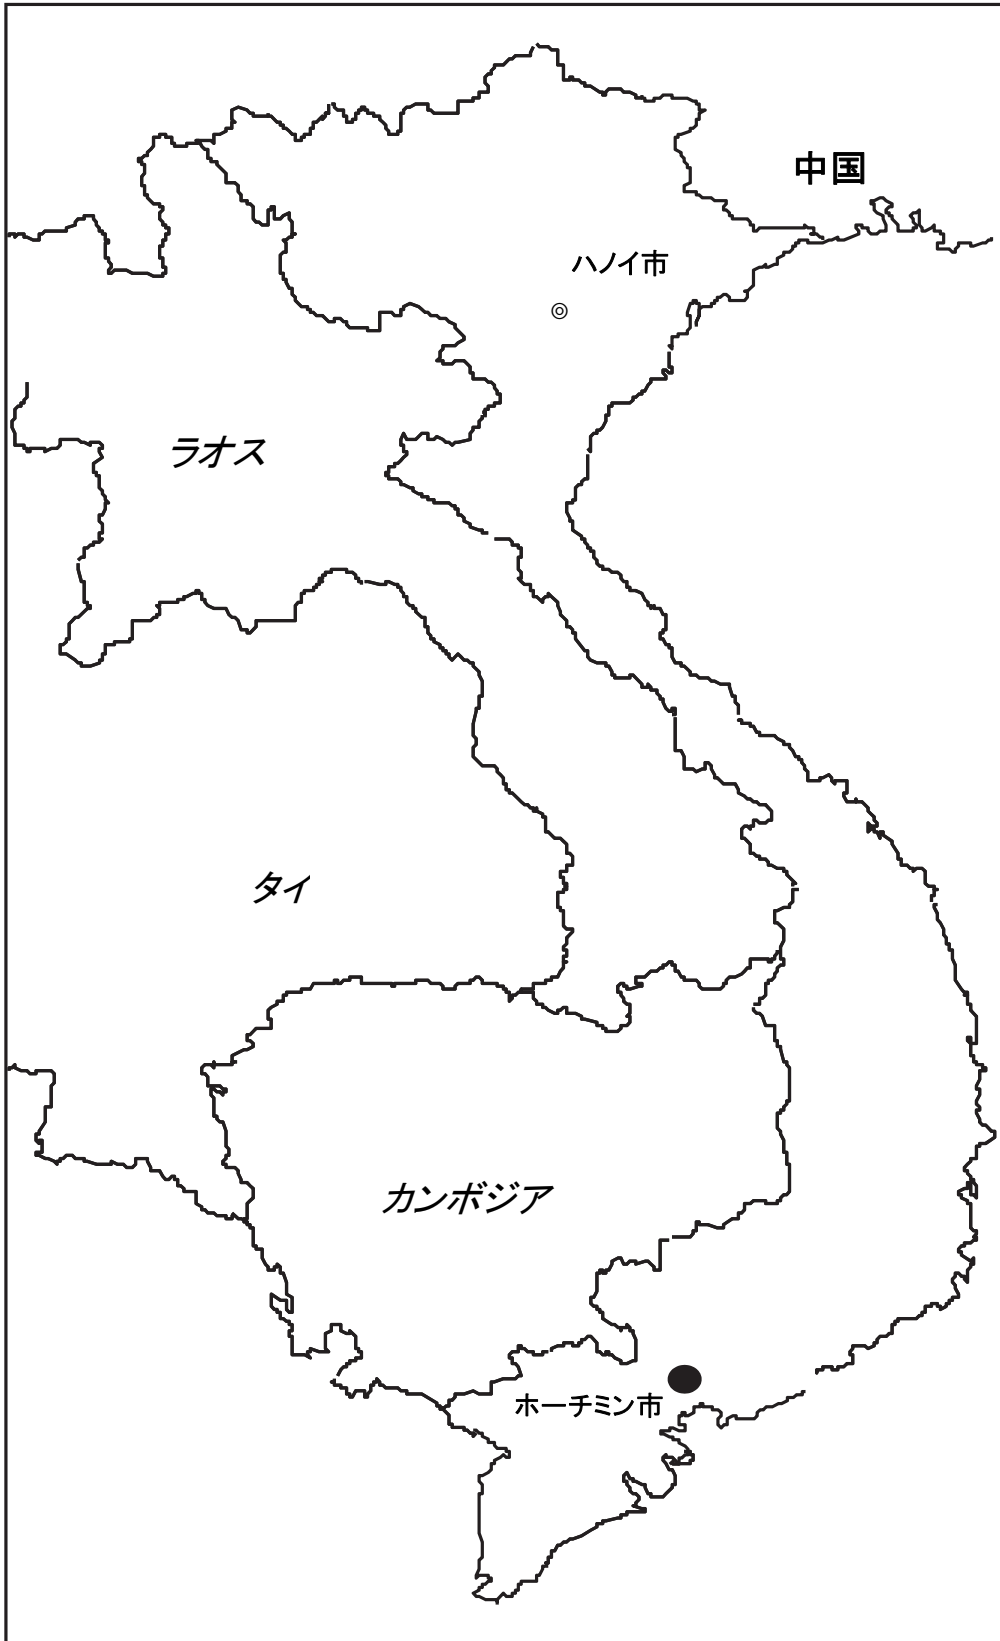 中国
ハノイ市
ラオス
タイ
カンボジア
ホーチミン市